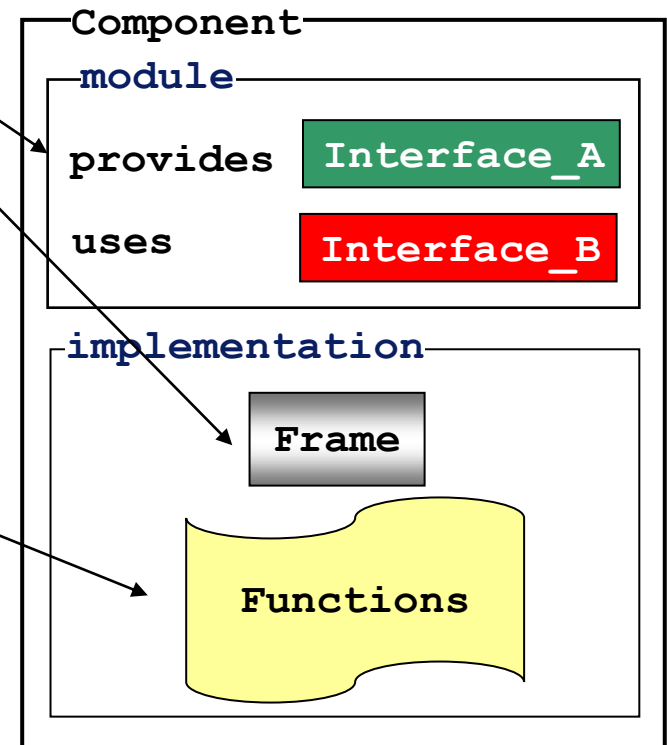 Component
module
provides Interface_A
uses Interface_B
implementation
Frame
Functions